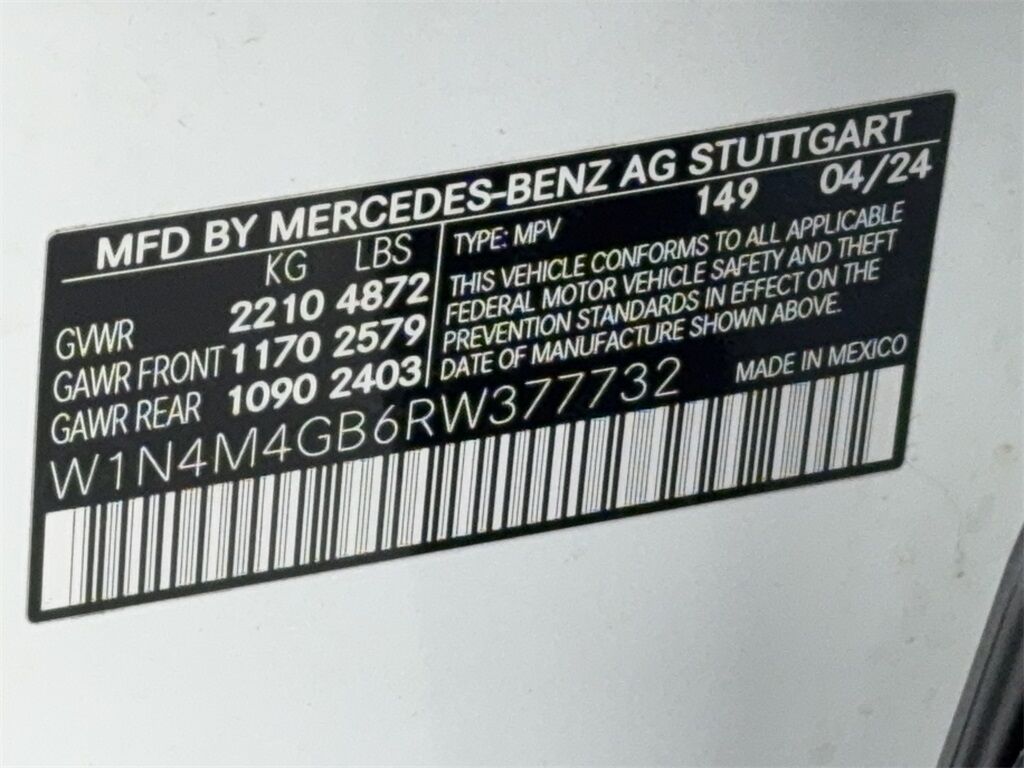 MFD BY MERCEDES-BENZ AG STUTTGART
149 04/24
KG LBS
GVWR 2210 4872
GAWR FRONT 1170 2579
GAWR REAR 1090 2403
TYPE: MPV
THIS VEHICLE CONFORMS TO ALL APPLICABLE
FEDERAL MOTOR VEHICLE SAFETY AND THEFT
PREVENTION STANDARDS IN EFFECT ON THE
DATE OF MANUFACTURE SHOWN ABOVE.
W1N4M4GB6RW377732
MADE IN MEXICO